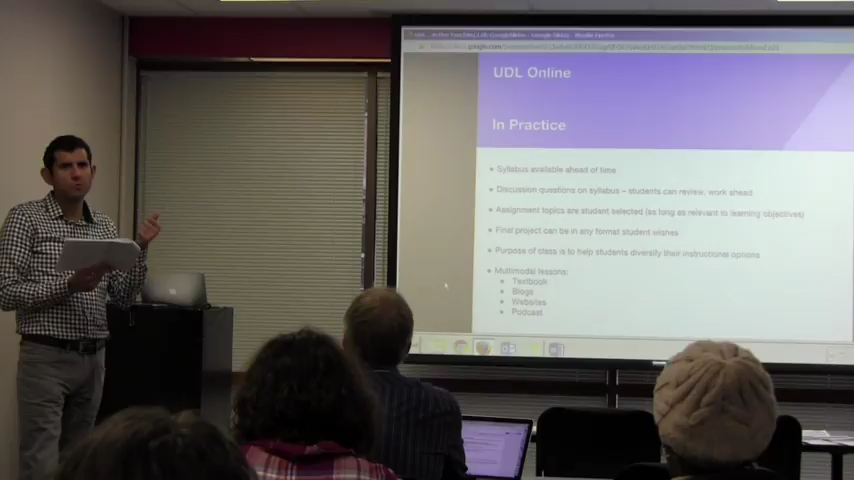 UDL Online
In Practice
• Syllabus available ahead of time
• Discussion questions on syllabus – students can review, work ahead
• Assignment topics are student selected (as long as relevant to learning objectives)
• Final project can be in any format student wishes
• Purpose of class is to help students diversify their instructional options
• Multimodal lessons:
• Textbook
• Blogs
• Websites
• Podcast